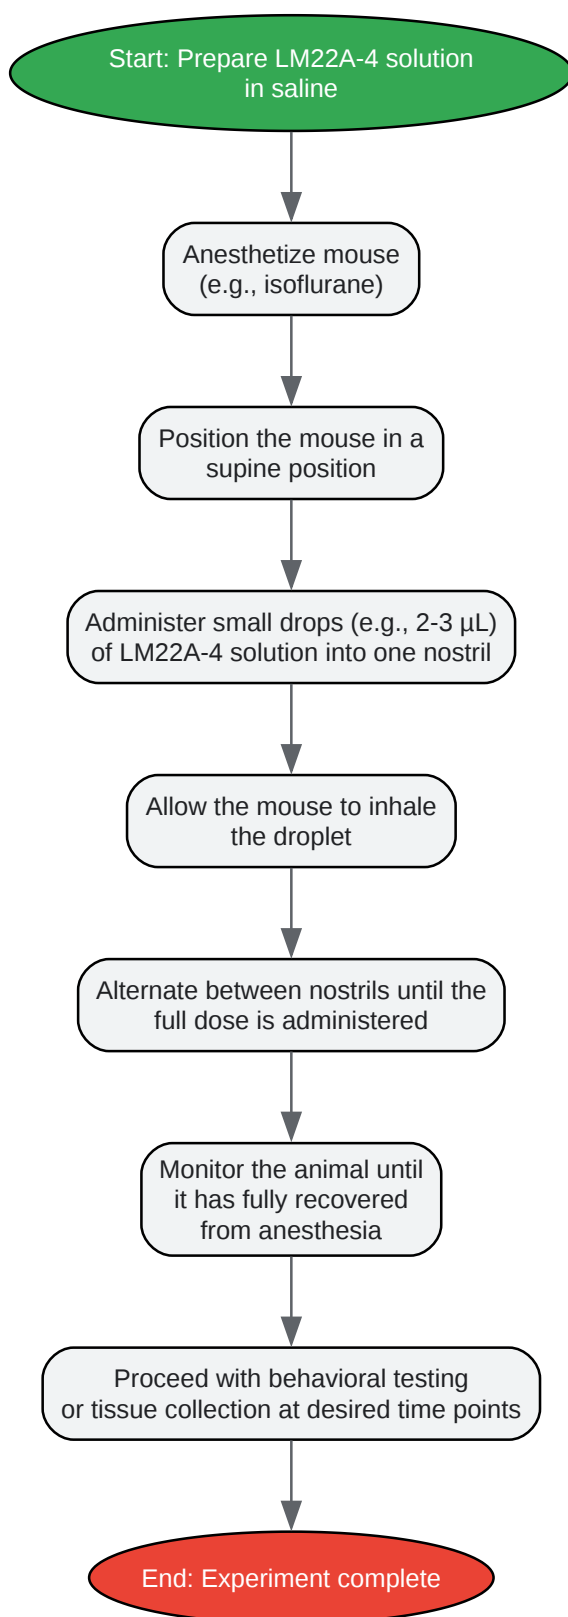 Start: Prepare LM22A-4 solution
in saline
Anesthetize mouse
(e.g., isoflurane)
Position the mouse in a
supine position
Administer small drops (e.g., 2-3 µL)
of LM22A-4 solution into one nostril
Allow the mouse to inhale
the droplet
Alternate between nostrils until the
full dose is administered
Monitor the animal until
it has fully recovered
from anesthesia
Proceed with behavioral testing
or tissue collection at desired time points
End: Experiment complete